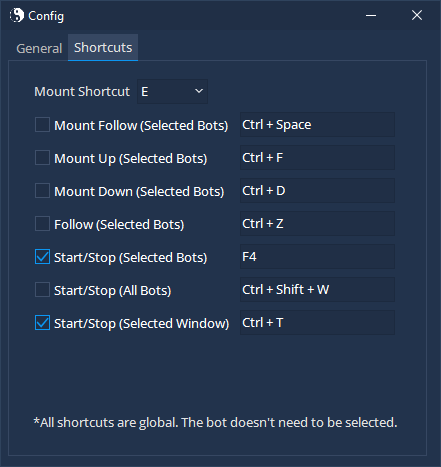 Config
General Shortcuts
Mount Shortcut E
Mount Follow (Selected Bots) Ctrl + Space
Mount Up (Selected Bots) Ctrl + F
Mount Down (Selected Bots) Ctrl + D
Follow (Selected Bots) Ctrl + Z
Start/Stop (Selected Bots) F4
Start/Stop (All Bots) Ctrl + Shift + W
Start/Stop (Selected Window) Ctrl + T
*All shortcuts are global. The bot doesn't need to be selected.